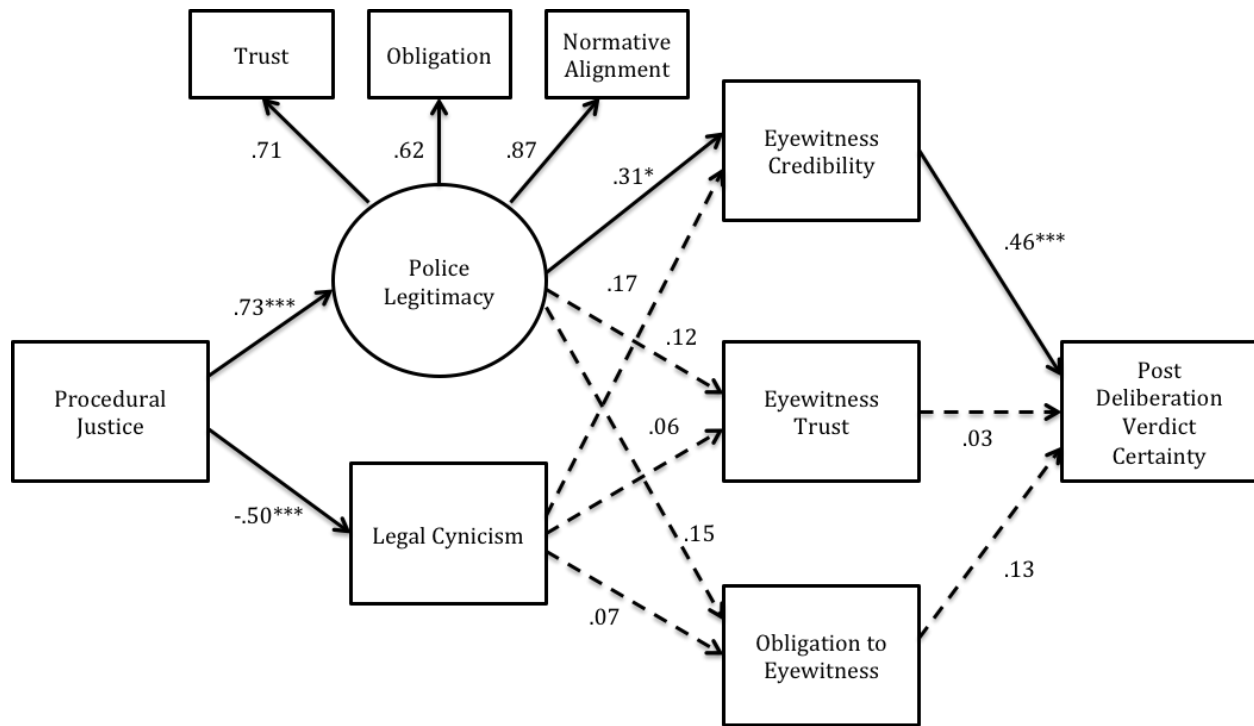 Trust
Obligation
Normative
Alignment
.71
.62
.87
Eyewitness
Credibility
.31*
Police
Legitimacy
.46***
.17
.73***
.12
Procedural
Justice
Eyewitness
Trust
Post
Deliberation
Verdict
Certainty
.06
.03
-.50***
Legal Cynicism
.15
.13
.07
Obligation to
Eyewitness